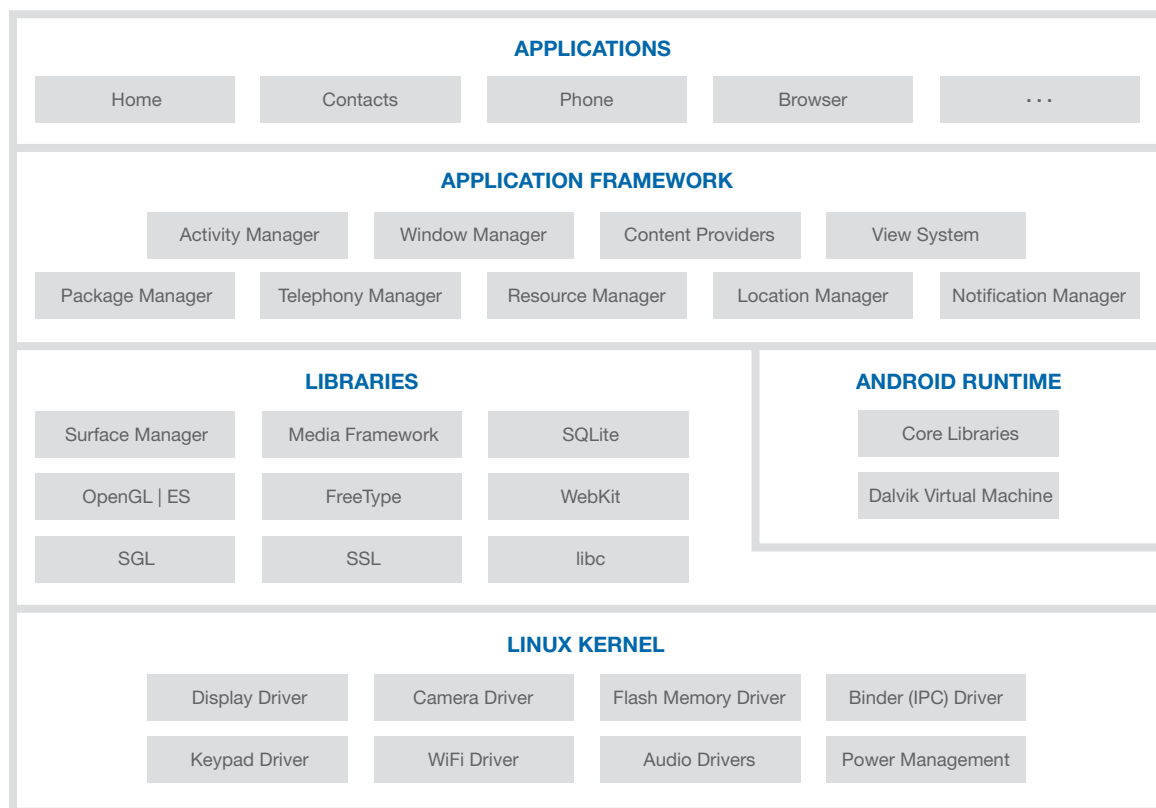 APPLICATIONS
Home
Contacts
Phone
Browser
...
APPLICATION FRAMEWORK
Activity Manager
Window Manager
Content Providers
View System
Package Manager
Telephony Manager
Resource Manager
Location Manager
Notification Manager
LIBRARIES
Surface Manager
Media Framework
SQLite
OpenGL | ES
FreeType
WebKit
SGL
SSL
libc
ANDROID RUNTIME
Core Libraries
Dalvik Virtual Machine
LINUX KERNEL
Display Driver
Camera Driver
Flash Memory Driver
Binder (IPC) Driver
Keypad Driver
WiFi Driver
Audio Drivers
Power Management